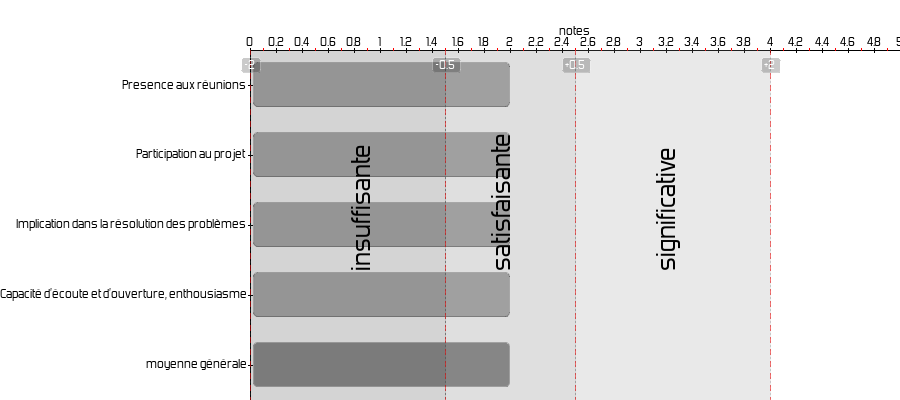 notes
0 0.2 0.4 0.6 0.8 1 1.2 1.4 1.6 1.8 2 2.2 2.4 2.6 2.8 3 3.2 3.4 3.6 3.8 4 4.2 4.4 4.6 4.8 5
-2 -0.5 +0.5 +2
Presence aux réunions
Participation au projet
Implication dans la résolution des problèmes
Capacité d'écoute et d'ouverture, enthousiasme
moyenne générale
insuffisante
satisfaisante
significative